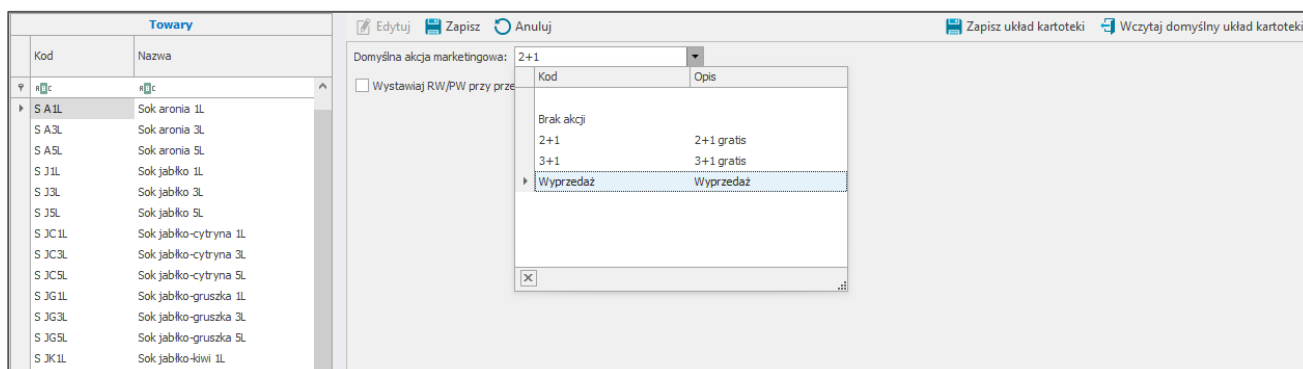 Towary
Edytuj Zapisz Anuluj Zapisz układ kartoteki Wczytaj domyślny układ kartoteki
Kod Nazwa
Domyślna akcja marketingowa: 2+1
Wystawiaj RW/PW przy prze
Kod Opis
Brak akcji
2+1 2+1 gratis
3+1 3+1 gratis
Wyprzedaż Wyprzedaż
S A1L Sok aronia 1L
S A3L Sok aronia 3L
S A5L Sok aronia 5L
S J1L Sok jabłko 1L
S J3L Sok jabłko 3L
S J5L Sok jabłko 5L
S JC1L Sok jabłko-cytryna 1L
S JC3L Sok jabłko-cytryna 3L
S JC5L Sok jabłko-cytryna 5L
S JG1L Sok jabłko-gruszka 1L
S JG3L Sok jabłko-gruszka 3L
S JG5L Sok jabłko-gruszka 5L
S JK1L Sok jabłko-kiwi 1L